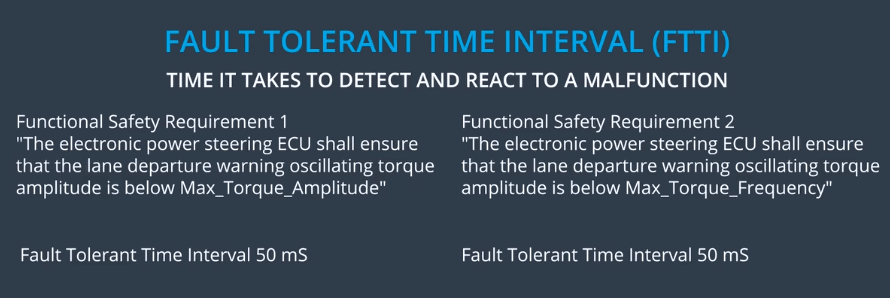 FAULT TOLERANT TIME INTERVAL (FTTI)
TIME IT TAKES TO DETECT AND REACT TO A MALFUNCTION
Functional Safety Requirement 1
"The electronic power steering ECU shall ensure
that the lane departure warning oscillating torque
amplitude is below Max_Torque_Amplitude"
Fault Tolerant Time Interval 50 mS
Functional Safety Requirement 2
"The electronic power steering ECU shall ensure
that the lane departure warning oscillating torque
amplitude is below Max_Torque_Frequency"
Fault Tolerant Time Interval 50 mS